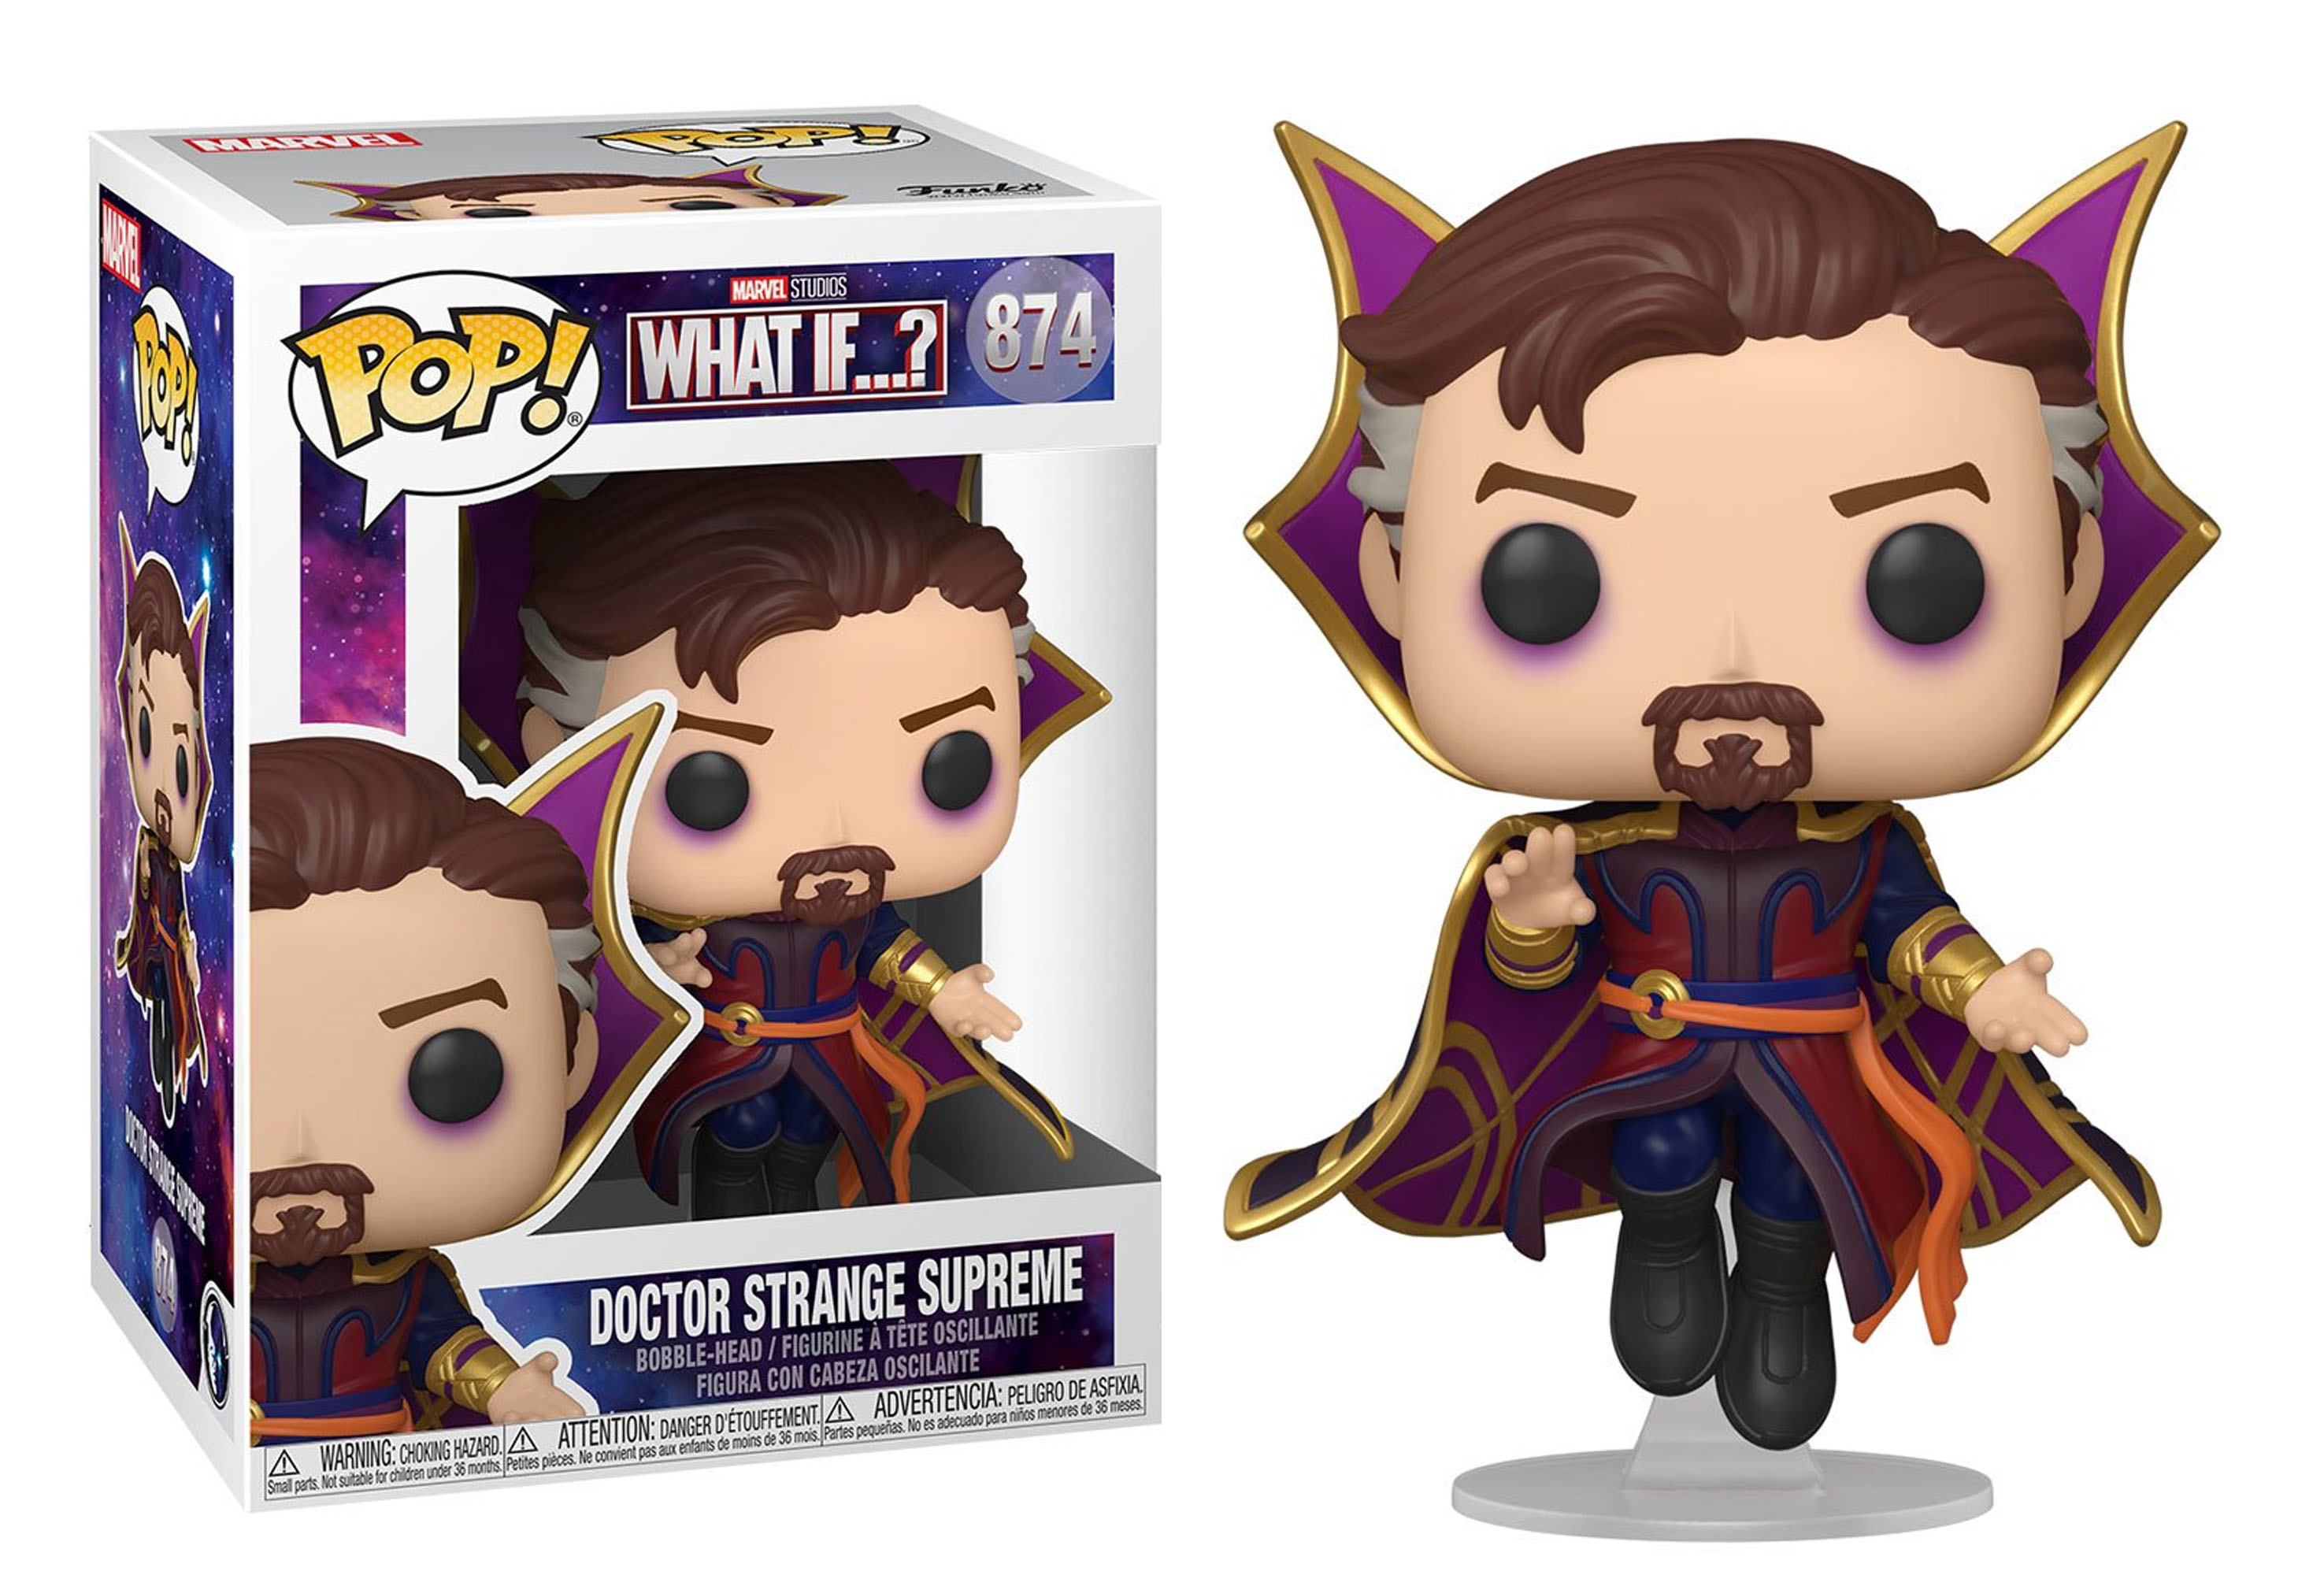 MARVEL
POP!
Funko
MARVEL
POP!
DOCTOR STRANGE SUPREME
874
POP!®
MARVEL STUDIOS
WHAT IF...?
874
DOCTOR STRANGE SUPREME
BOBBLE-HEAD / FIGURINE À TÊTE OSCILLANTE
FIGURA CON CABEZA OSCILANTE
⚠ WARNING: CHOKING HAZARD.
Small parts. Not suitable for children under 36 months.
⚠ ATTENTION: DANGER D'ÉTOUFFEMENT.
Petites pièces. Ne convient pas aux enfants de moins de 36 mois.
⚠ ADVERTENCIA: PELIGRO DE ASFIXIA.
Partes pequeñas. No es adecuado para niños menores de 36 meses.